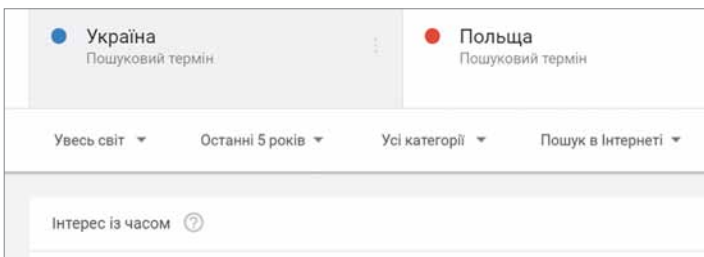 Україна
Пошуковий термін
Польща
Пошуковий термін
Увесь світ
Останні 5 років
Усі категорії
Пошук в Інтернеті
Інтерес із часом